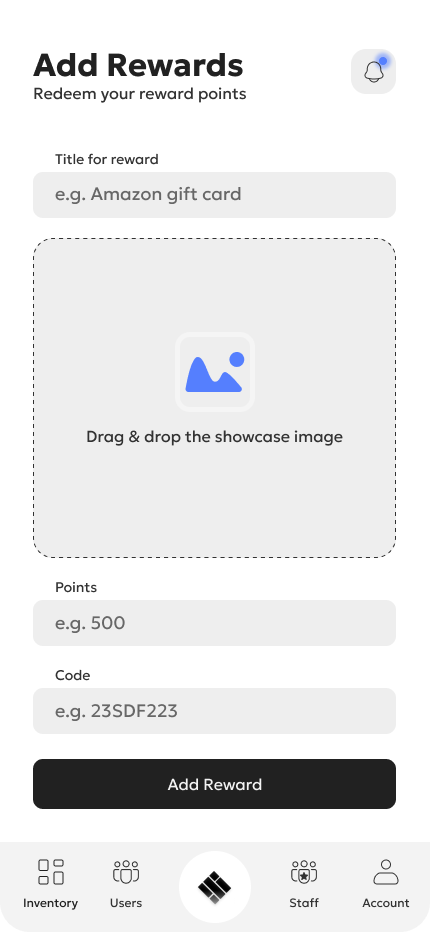 Add Rewards
Redeem your reward points
Title for reward
e.g. Amazon gift card
Drag & drop the showcase image
Points
e.g. 500
Code
e.g. 23SDF223
Add Reward
Inventory
Users
Staff
Account